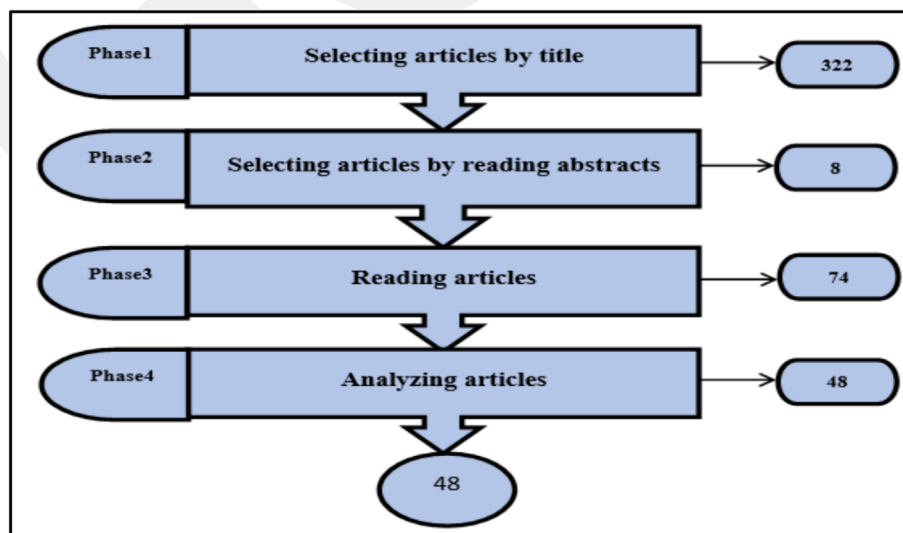 Phase1
Selecting articles by title
322
Phase2
Selecting articles by reading abstracts
8
Phase3
Reading articles
74
Phase4
Analyzing articles
48
48